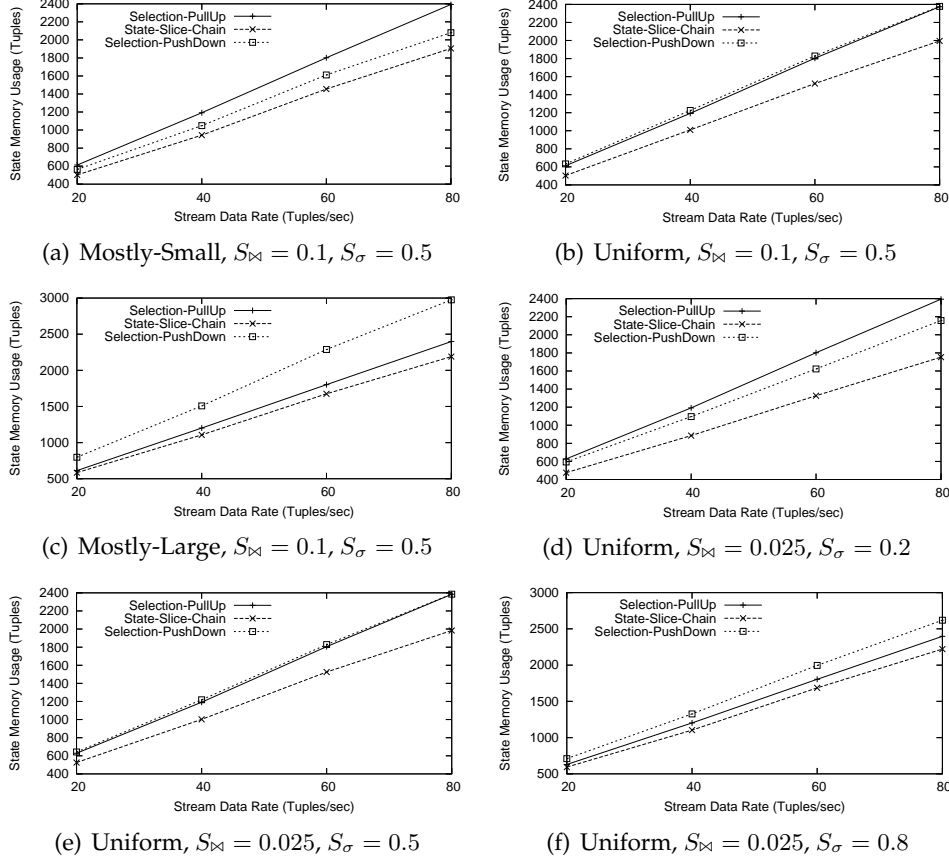 2400
2200
2000
1800
1600
1400
1200
1000
800
600
400
State Memory Usage (Tuples)
Selection-PullUp
State-Slice-Chain
Selection-PushDown
20 40 60 80
Stream Data Rate (Tuples/sec)
(a) Mostly-Small, S⋈ = 0.1, Sσ = 0.5
2400
2200
2000
1800
1600
1400
1200
1000
800
600
400
State Memory Usage (Tuples)
Selection-PullUp
State-Slice-Chain
Selection-PushDown
20 40 60 80
Stream Data Rate (Tuples/sec)
(b) Uniform, S⋈ = 0.1, Sσ = 0.5
3000
2500
2000
1500
1000
500
State Memory Usage (Tuples)
Selection-PullUp
State-Slice-Chain
Selection-PushDown
20 40 60 80
Stream Data Rate (Tuples/sec)
(c) Mostly-Large, S⋈ = 0.1, Sσ = 0.5
2400
2200
2000
1800
1600
1400
1200
1000
800
600
400
State Memory Usage (Tuples)
Selection-PullUp
State-Slice-Chain
Selection-PushDown
20 40 60 80
Stream Data Rate (Tuples/sec)
(d) Uniform, S⋈ = 0.025, Sσ = 0.2
2400
2200
2000
1800
1600
1400
1200
1000
800
600
400
State Memory Usage (Tuples)
Selection-PullUp
State-Slice-Chain
Selection-PushDown
20 40 60 80
Stream Data Rate (Tuples/sec)
(e) Uniform, S⋈ = 0.025, Sσ = 0.5
3000
2500
2000
1500
1000
500
State Memory Usage (Tuples)
Selection-PullUp
State-Slice-Chain
Selection-PushDown
20 40 60 80
Stream Data Rate (Tuples/sec)
(f) Uniform, S⋈ = 0.025, Sσ = 0.8